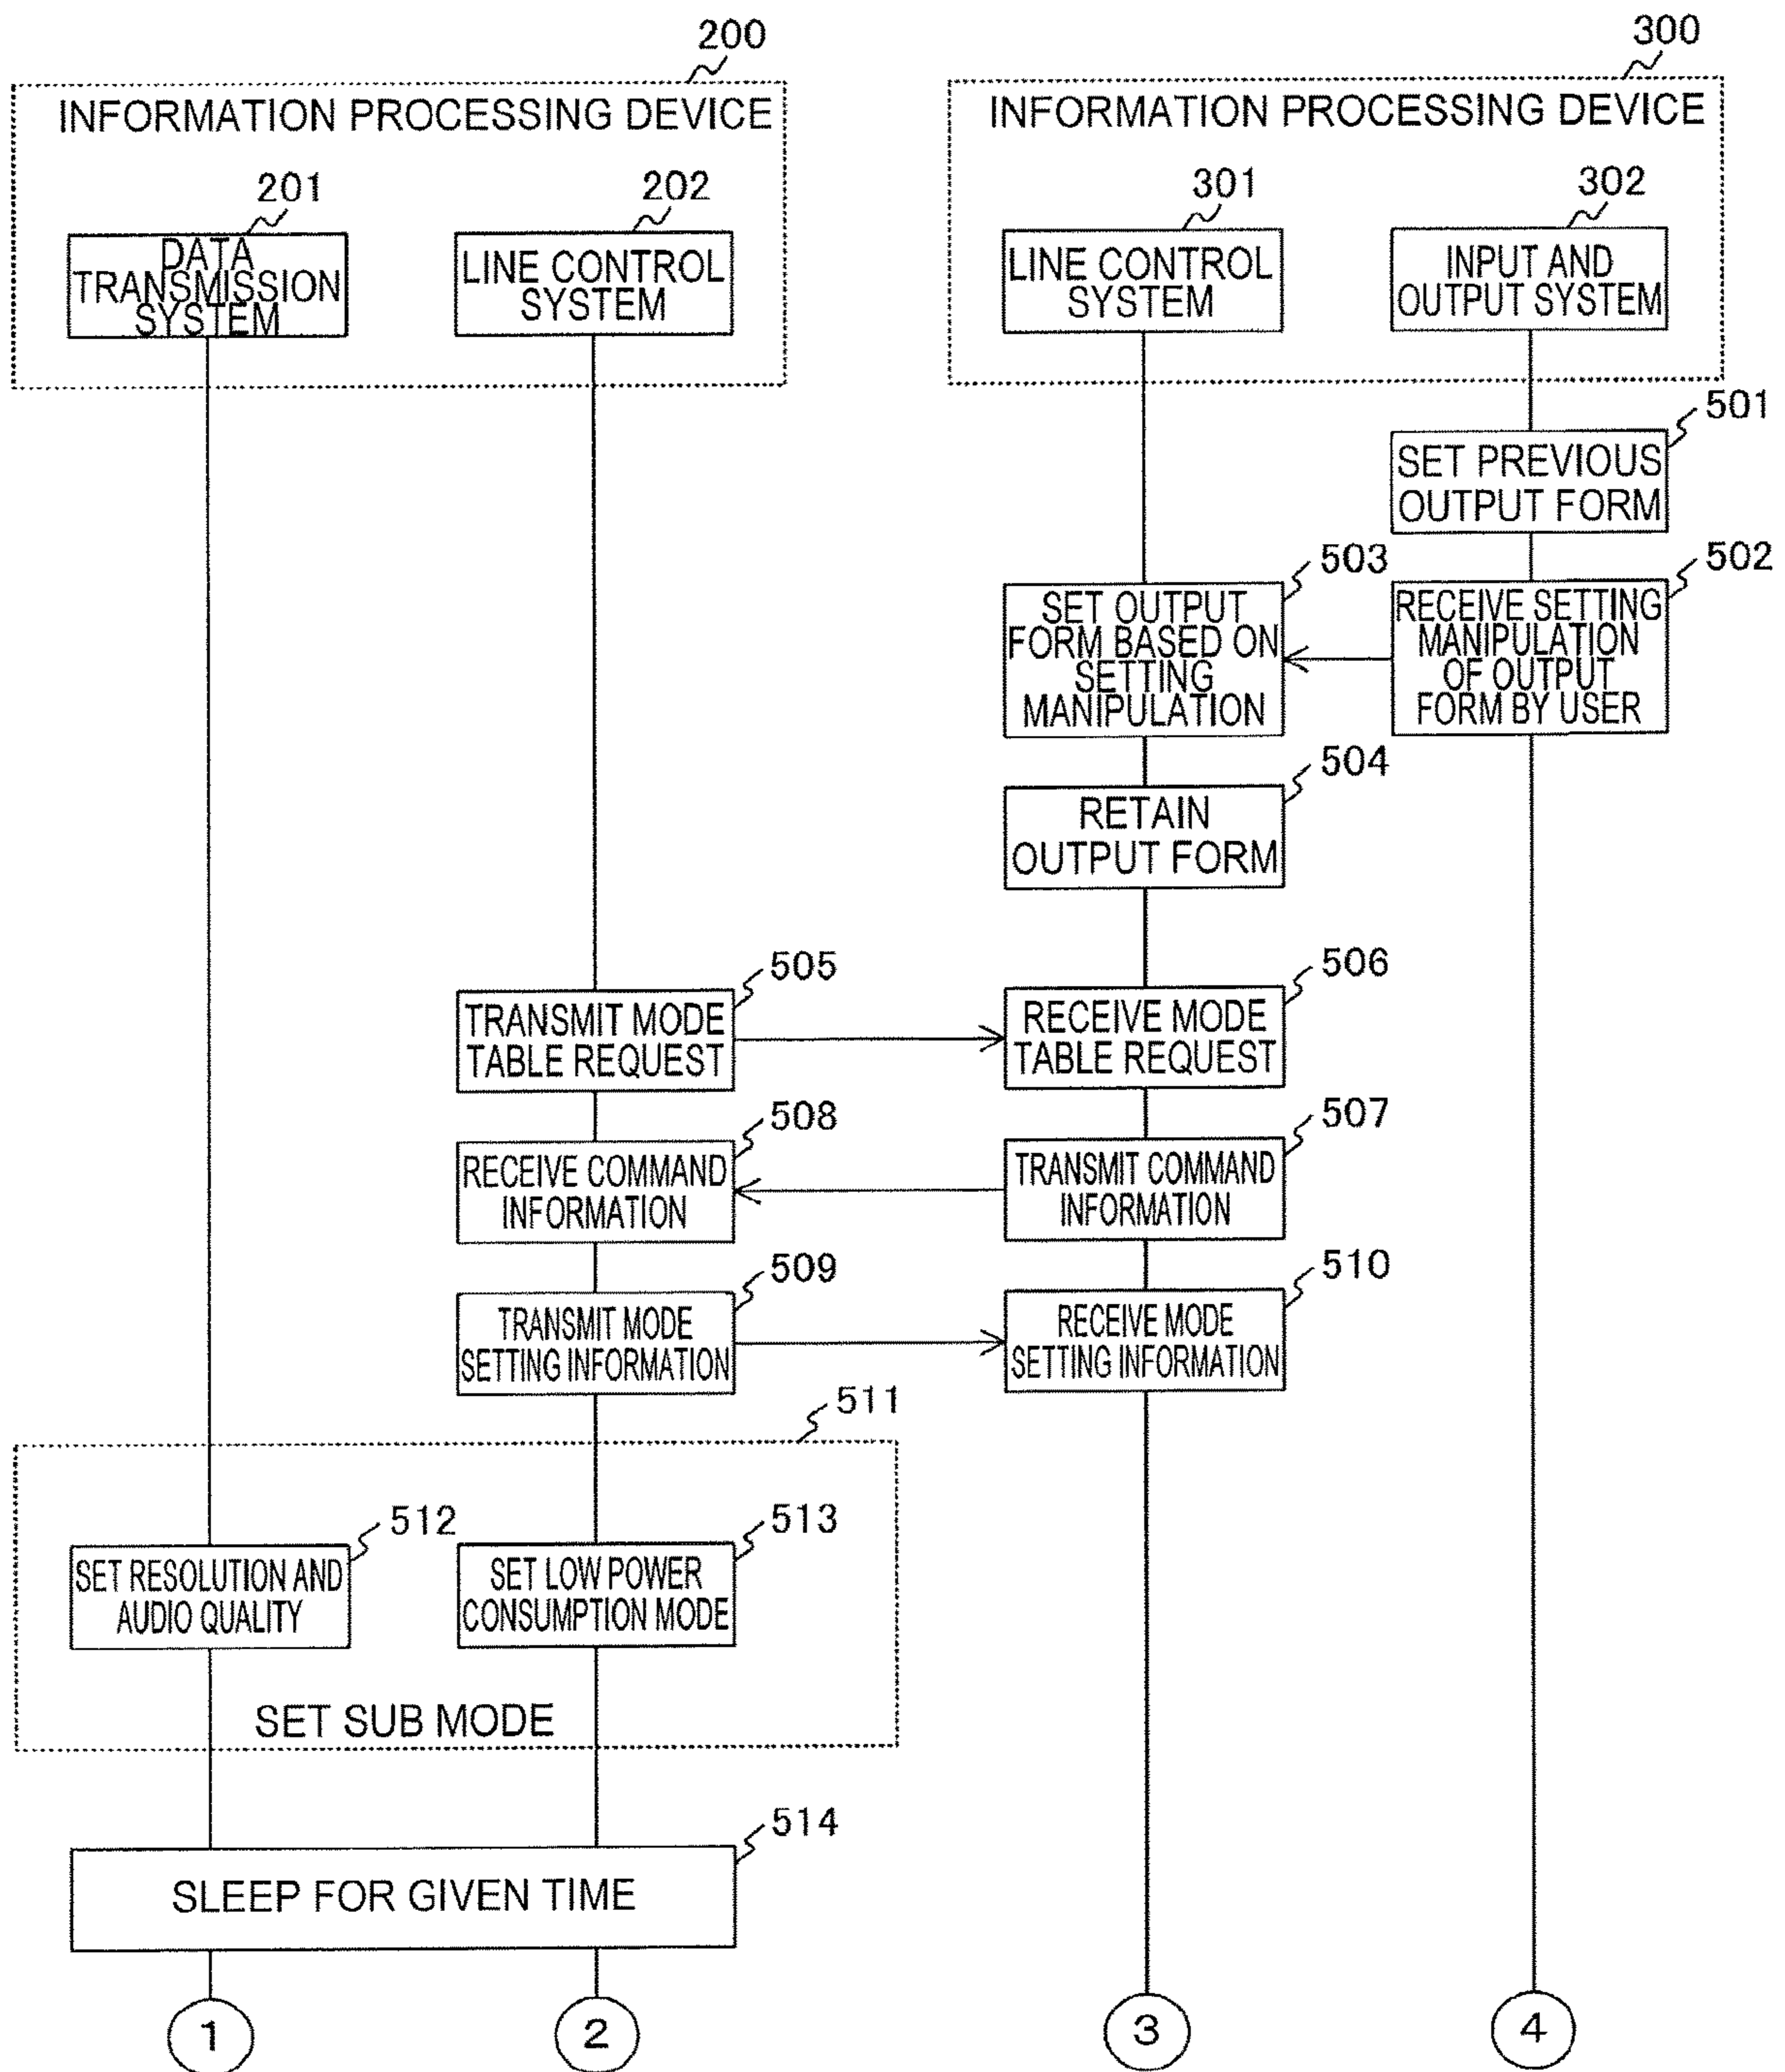 200
300
INFORMATION PROCESSING DEVICE
INFORMATION PROCESSING DEVICE
201
202
301
302
DATA
TRANSMISSION
SYSTEM
LINE CONTROL
SYSTEM
LINE CONTROL
SYSTEM
INPUT AND
OUTPUT SYSTEM
501
SET PREVIOUS
OUTPUT FORM
503
502
SET OUTPUT
FORM BASED ON
SETTING
MANIPULATION
RECEIVE SETTING
MANIPULATION
OF OUTPUT
FORM BY USER
504
RETAIN
OUTPUT FORM
505
506
TRANSMIT MODE
TABLE REQUEST
RECEIVE MODE
TABLE REQUEST
508
507
RECEIVE COMMAND
INFORMATION
TRANSMIT COMMAND
INFORMATION
509
510
TRANSMIT MODE
SETTING INFORMATION
RECEIVE MODE
SETTING INFORMATION
511
512
513
SET RESOLUTION AND
AUDIO QUALITY
SET LOW POWER
CONSUMPTION MODE
SET SUB MODE
514
SLEEP FOR GIVEN TIME
1
2
3
4